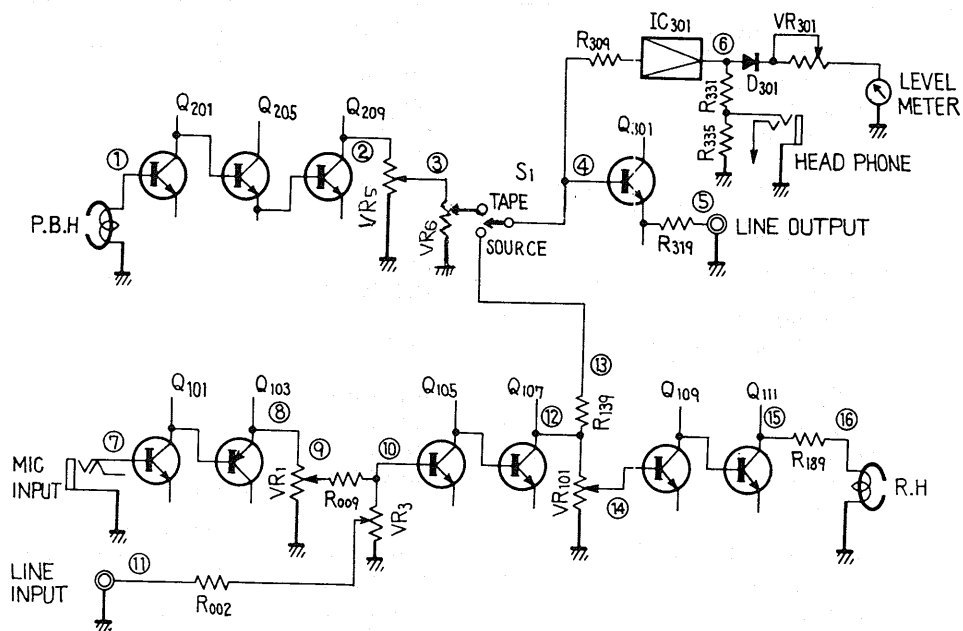 IC301
VR301
R309
⑥
D301
LEVEL
METER
R331
R335
HEAD PHONE
Q201
Q205
Q209
Q301
①
②
③
④
S1
TAPE
SOURCE
VR5
VR6
P.B.H
⑤
LINE OUTPUT
R319
⑬
R139
Q101
Q103
Q105
Q107
Q109
Q111
⑦
⑧
⑨
⑩
⑫
⑮
⑯
MIC
INPUT
VR1
R009
VR3
VR101
⑭
R189
R.H
LINE
INPUT
⑪
R002